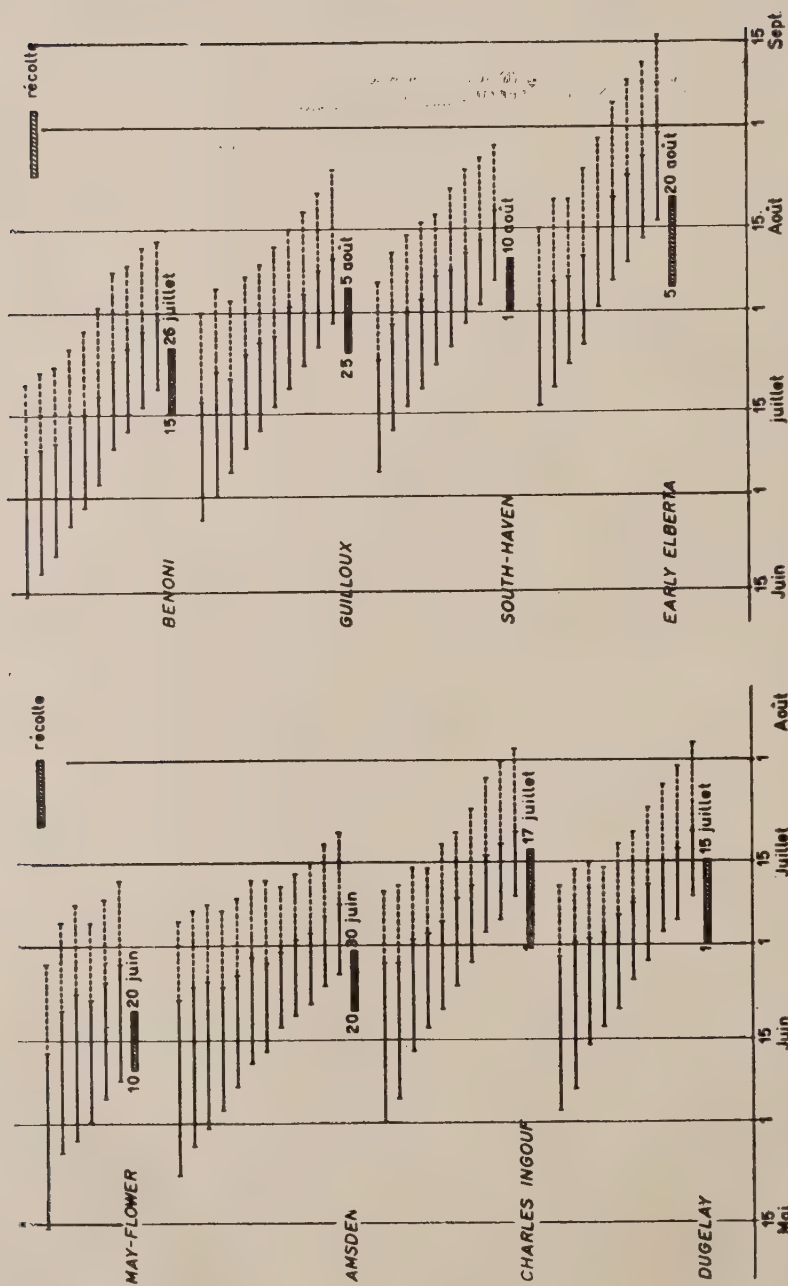 récolte
MAY-FLOWER
10 20 juin
AMSDEN
20 30 juin
CHARLES INGOUF
1 17 juillet
DUGELAY
1 15 juillet
15 1 15 1 15 1
Mai Juin Juillet Août
récolte
BENONI
15 26 juillet
GUILLOUX
25 5 août
SOUTH-HAVEN
1 10 août
EARLY ELBERTA
5 20 août
15 1 15 1 15 1 15
Juin juillet Août Sept.